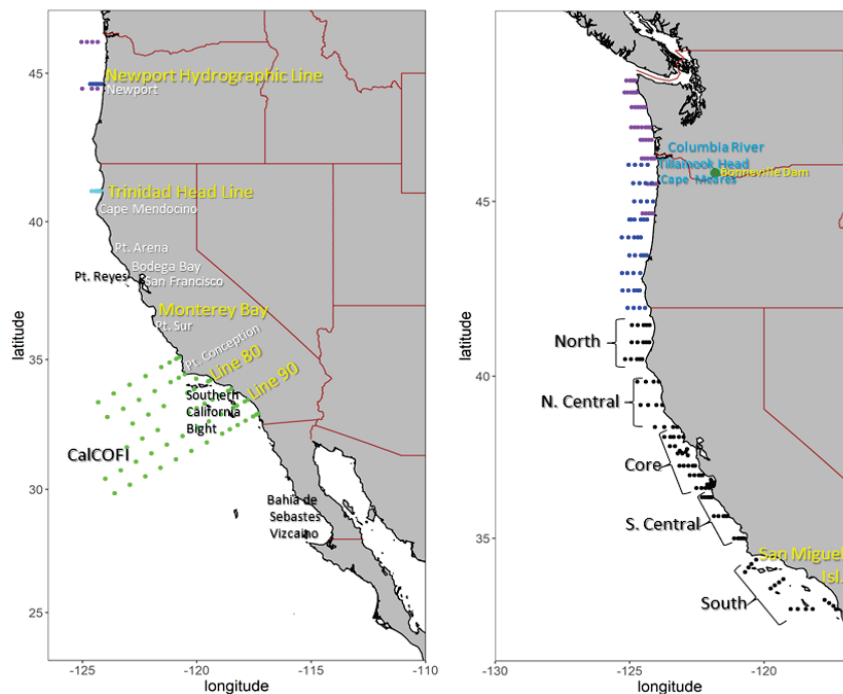 45
40
35
30
25
latitude
Newport Hydrographic Line
Newport
Trinidad Head Line
Cape Mendocino
Pt. Arena
Bodega Bay
Pt. Reyes
San Francisco
Monterey Bay
Pt. Sur
Pt. Conception
Line 80
Line 90
Southern
California
Bight
CalCOFI
Bahia de
Sebastes
Vizcaino
-125
-120
-115
-110
longitude
45
40
35
latitude
Columbia River
Tillamook Head
Cape Meares
Bonneville Dam
North
N. Central
Core
S. Central
San Miguel
Isl.
South
-130
-125
-120
longitude